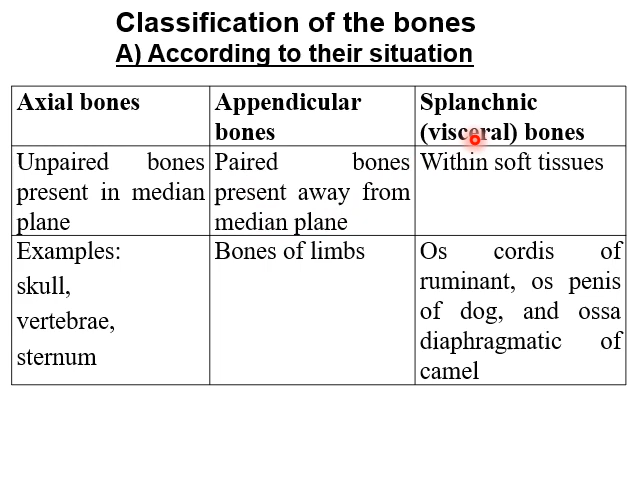 Classification of the bones
A) According to their situation
Axial bones
Appendicular
bones
Splanchnic
(visceral) bones
Unpaired bones
present in median
plane
Paired bones
present away from
median plane
Within soft tissues
Examples:
skull,
vertebrae,
sternum
Bones of limbs
Os cordis of
ruminant, os penis
of dog, and ossa
diaphragmatic of
camel